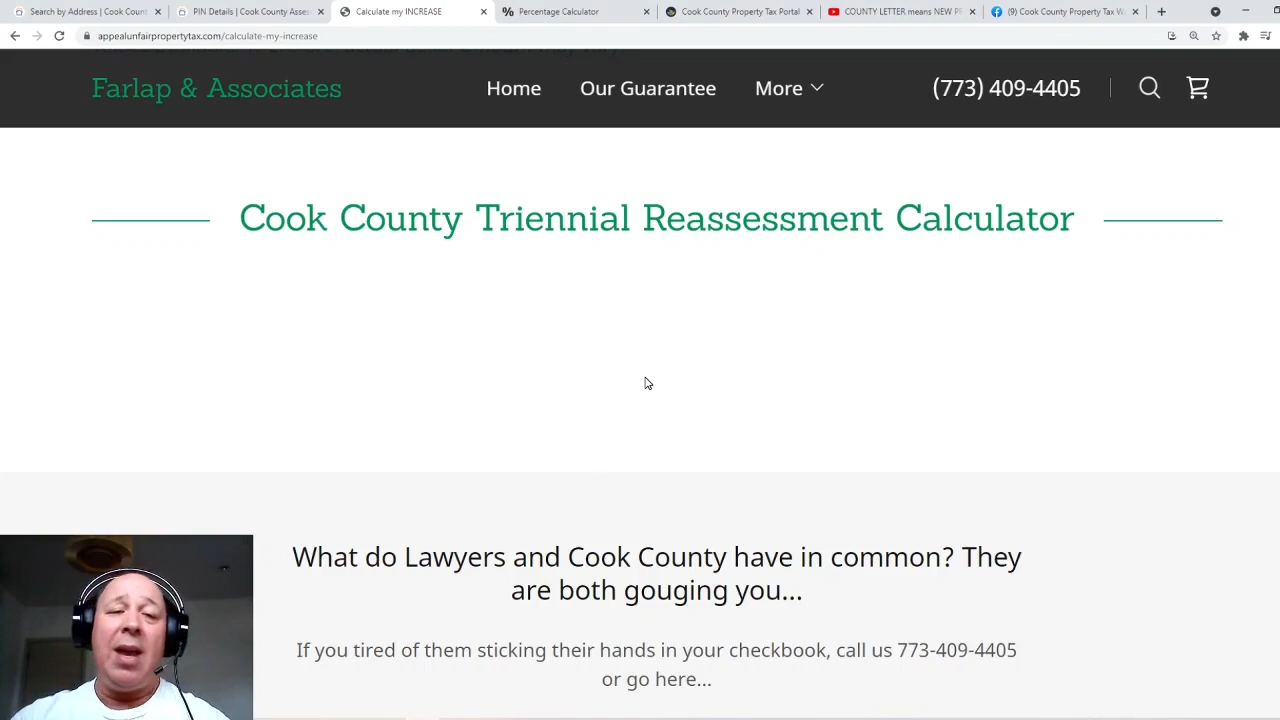 Search by Address | Cook Coun
PIN Details | Cook County Asses
Calculate my INCREASE
Percentage Calculator
Cook County Property Tax Portal
COUNTY LETTER means NEW PR
(9) Cook County Property Tax W
appealunfairpropertytax.com/calculate-my-increase
Farlap & Associates
Home
Our Guarantee
More
(773) 409-4405
Cook County Triennial Reassessment Calculator
What do Lawyers and Cook County have in common? They
are both gouging you...
If you tired of them sticking their hands in your checkbook, call us 773-409-4405
or go here...